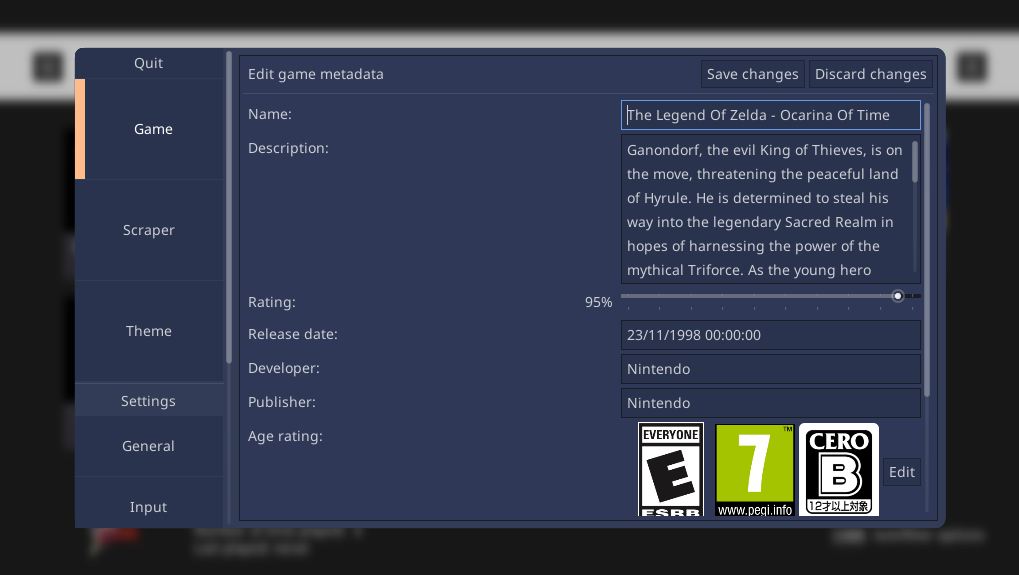 Quit
Game
Scraper
Theme
Settings
General
Input
Edit game metadata
Save changes
Discard changes
Name:
The Legend Of Zelda - Ocarina Of Time
Description:
Ganondorf, the evil King of Thieves, is on
the move, threatening the peaceful land
of Hyrule. He is determined to steal his
way into the legendary Sacred Realm in
hopes of harnessing the power of the
mythical Triforce. As the young hero
Rating:
95%
Release date:
23/11/1998 00:00:00
Developer:
Nintendo
Publisher:
Nintendo
Age rating:
EVERYONE
E
ESRB
7
TM
www.pegi.info
CERO
B
12才以上対象
Edit